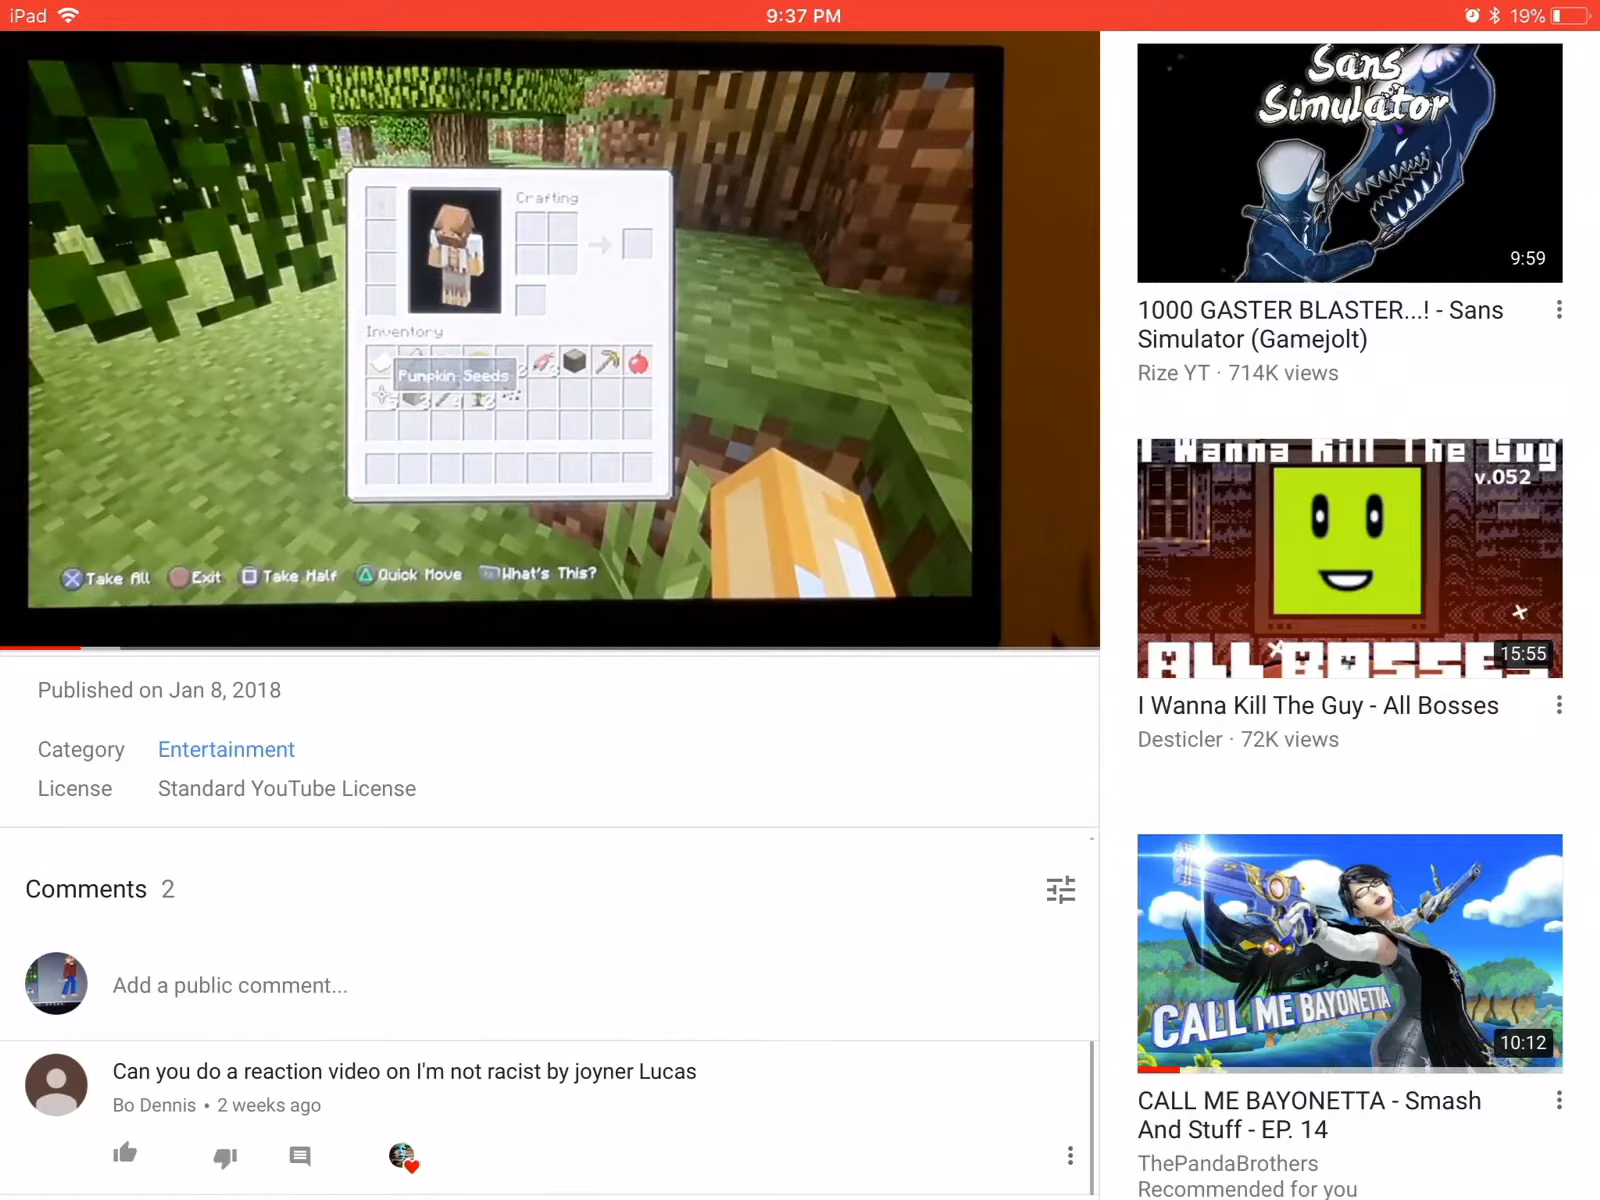 iPad
9:37 PM
19%
Crafting
Inventory
Pumpkin Seeds
Take All
Exit
Take Half
Quick Move
What's This?
Published on Jan 8, 2018
Category Entertainment
License Standard YouTube License
Comments 2
Add a public comment...
Can you do a reaction video on I'm not racist by joyner Lucas
Bo Dennis • 2 weeks ago
Sans
Simulator
9:59
1000 GASTER BLASTER...! - Sans
Simulator (Gamejolt)
Rize YT · 714K views
I Wanna Kill The Guy
v.052
ALL BOSSES
15:55
I Wanna Kill The Guy - All Bosses
Desticler · 72K views
CALL ME BAYONETTA
10:12
CALL ME BAYONETTA - Smash
And Stuff - EP. 14
ThePandaBrothers
Recommended for you